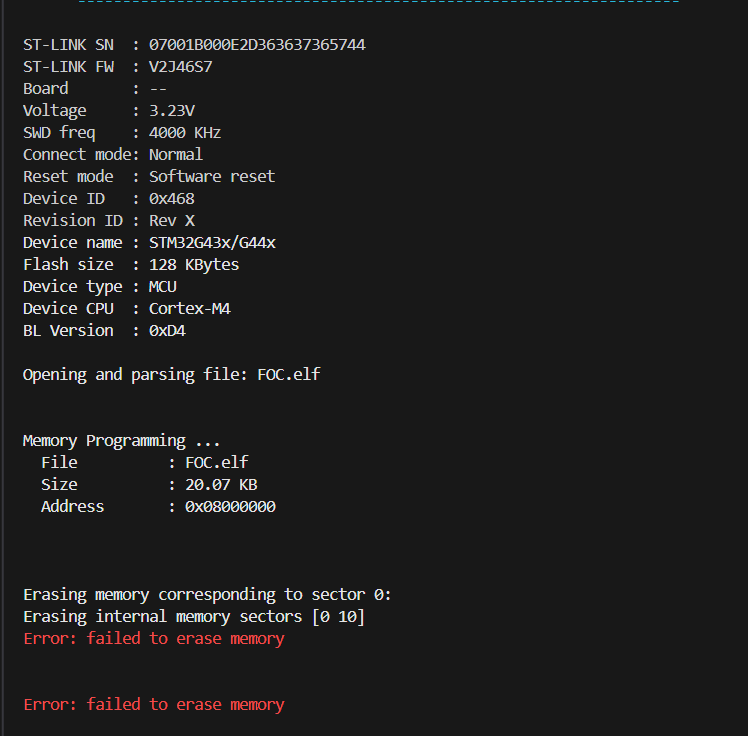 ST-LINK SN  : 07001B000E2D363637365744
ST-LINK FW  : V2J46S7
Board       : --
Voltage     : 3.23V
SWD freq    : 4000 KHz
Connect mode: Normal
Reset mode  : Software reset
Device ID   : 0x468
Revision ID : Rev X
Device name : STM32G43x/G44x
Flash size  : 128 KBytes
Device type : MCU
Device CPU  : Cortex-M4
BL Version  : 0xD4
Opening and parsing file: FOC.elf
Memory Programming ...
  File          : FOC.elf
  Size          : 20.07 KB
  Address       : 0x08000000
Erasing memory corresponding to sector 0:
Erasing internal memory sectors [0 10]
Error: failed to erase memory
Error: failed to erase memory